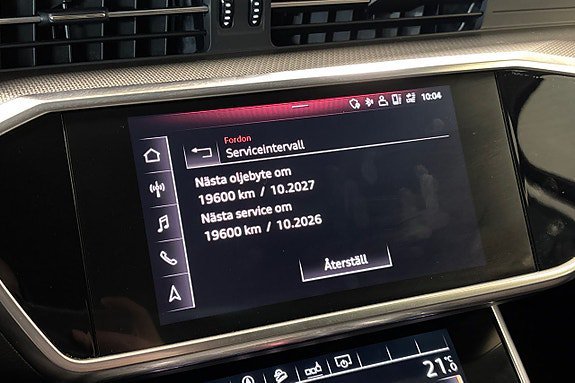 10:04
Fordon
Serviceintervall
Nästa oljebyte om
19600 km / 10.2027
Nästa service om
19600 km / 10.2026
Återställ
21°C